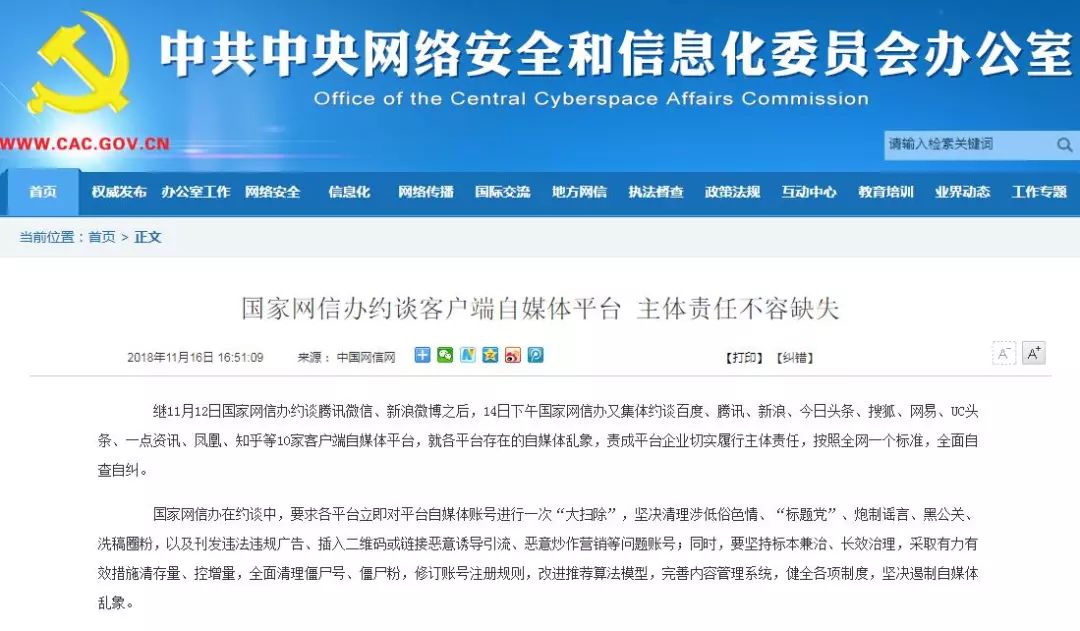 中共中央网络安全和信息化委员会办公室
Office of the Central Cyberspace Affairs Commission
WWW.CAC.GOV.CN
请输入检索关键词
首页 权威发布 办公室工作 网络安全 信息化 网络传播 国际交流 地方网信 执法督查 政策法规 互动中心 教育培训 业界动态 工作专题
当前位置：首页 > 正文
国家网信办约谈客户端自媒体平台 主体责任不容缺失
2018年11月16日 16:51:09 来源： 中国网信网 【打印】 【纠错】 A- A+
继11月12日国家网信办约谈腾讯微信、新浪微博之后，14日下午国家网信办又集体约谈百度、腾讯、新浪、今日头条、搜狐、网易、UC头
条、一点资讯、凤凰、知乎等10家客户端自媒体平台，就各平台存在的自媒体乱象，责成平台企业切实履行主体责任，按照全网一个标准，全面自
查自纠。
国家网信办在约谈中，要求各平台立即对平台自媒体账号进行一次“大扫除”，坚决清理涉低俗色情、“标题党”、炮制谣言、黑公关、
洗稿圈粉，以及刊发违法违规广告、插入二维码或链接恶意诱导引流、恶意炒作营销等问题账号；同时，要坚持标本兼治、长效治理，采取有力有
效措施清存量、控增量，全面清理僵尸号、僵尸粉，修订账号注册规则，改进推荐算法模型，完善内容管理系统，健全各项制度，坚决遏制自媒体
乱象。